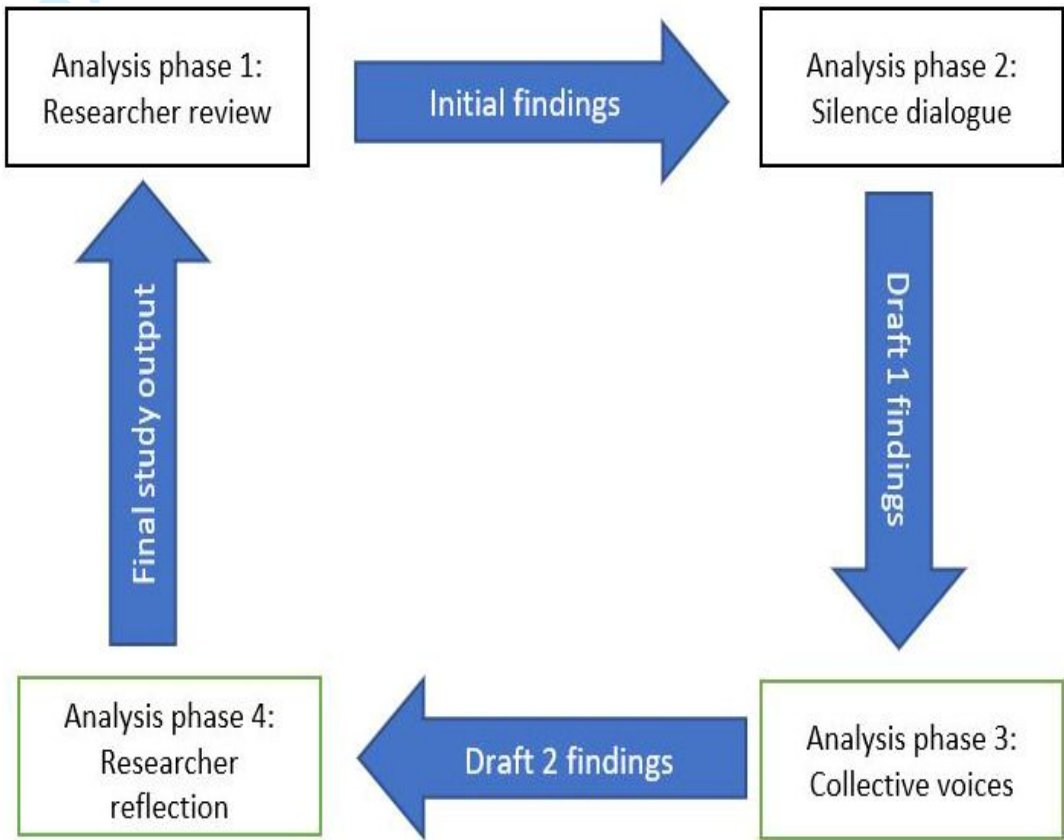 Analysis phase 1:
Researcher review
Initial findings
Analysis phase 2:
Silence dialogue
Draft 1 findings
Analysis phase 3:
Collective voices
Draft 2 findings
Analysis phase 4:
Researcher
reflection
Final study output